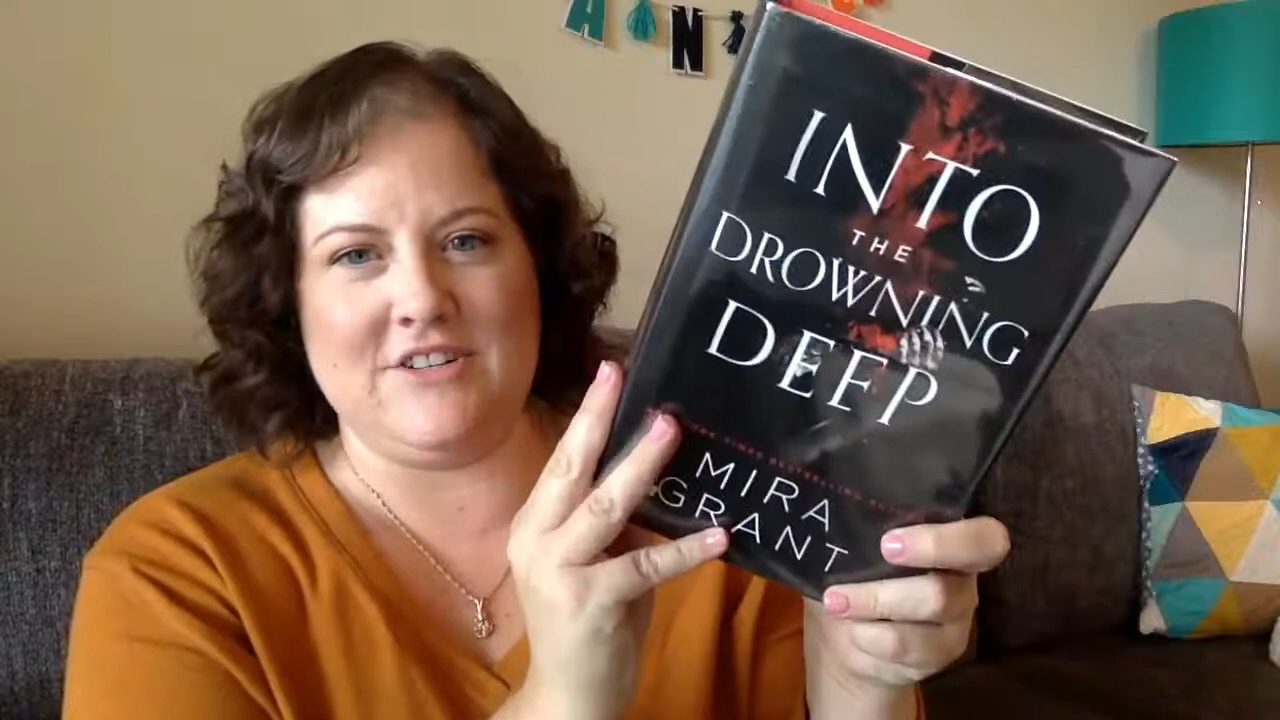 A N
INTO
THE
DROWNING
DEEP
MIRA
GRANT